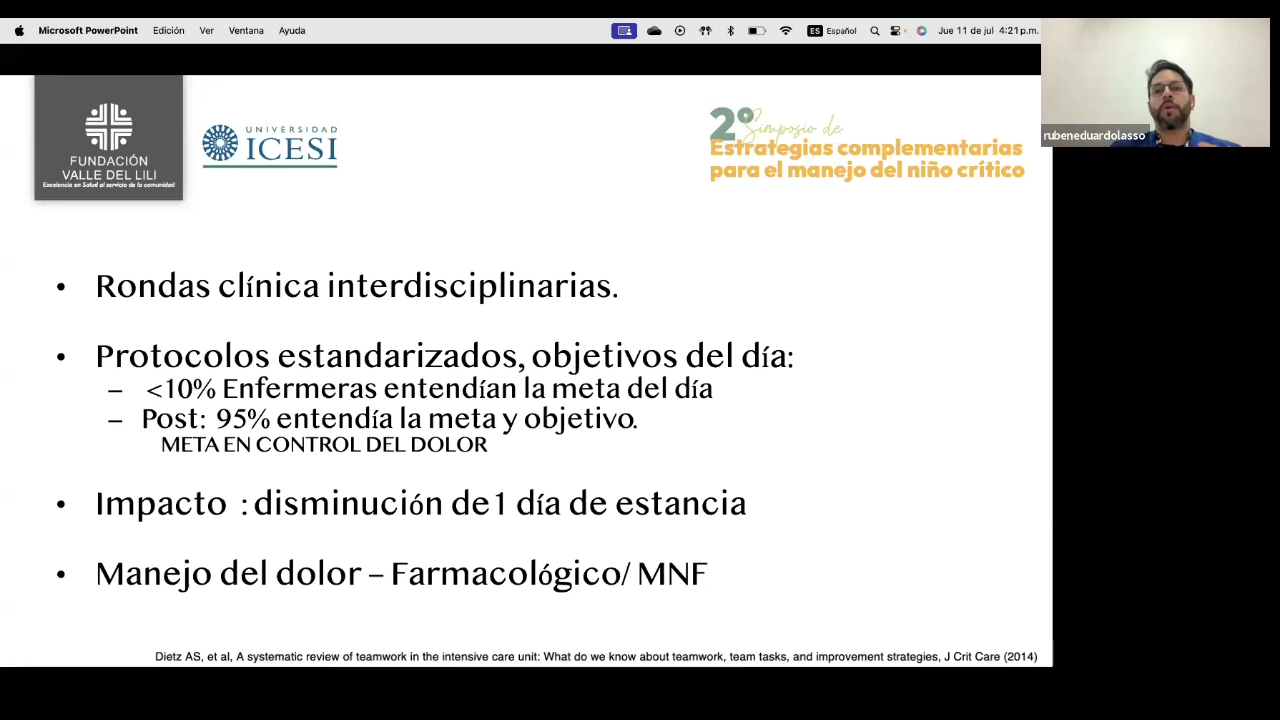 Microsoft PowerPoint Edición Ver Ventana Ayuda
ES Español Jue 11 de jul 4:21 p.m.
rubeneduardolasso
FUNDACIÓN
VALLE DEL LILI
Excelencia en Salud al servicio de la comunidad
UNIVERSIDAD
ICESI
2° Simposio de
Estrategias complementarias
para el manejo del niño crítico
• Rondas clínica interdisciplinarias.
• Protocolos estandarizados, objetivos del día:
– <10% Enfermeras entendían la meta del día
– Post: 95% entendía la meta y objetivo.
META EN CONTROL DEL DOLOR
• Impacto : disminución de 1 día de estancia
• Manejo del dolor – Farmacológico/ MNF
Dietz AS, et al, A systematic review of teamwork in the intensive care unit: What do we know about teamwork, team tasks, and improvement strategies, J Crit Care (2014)